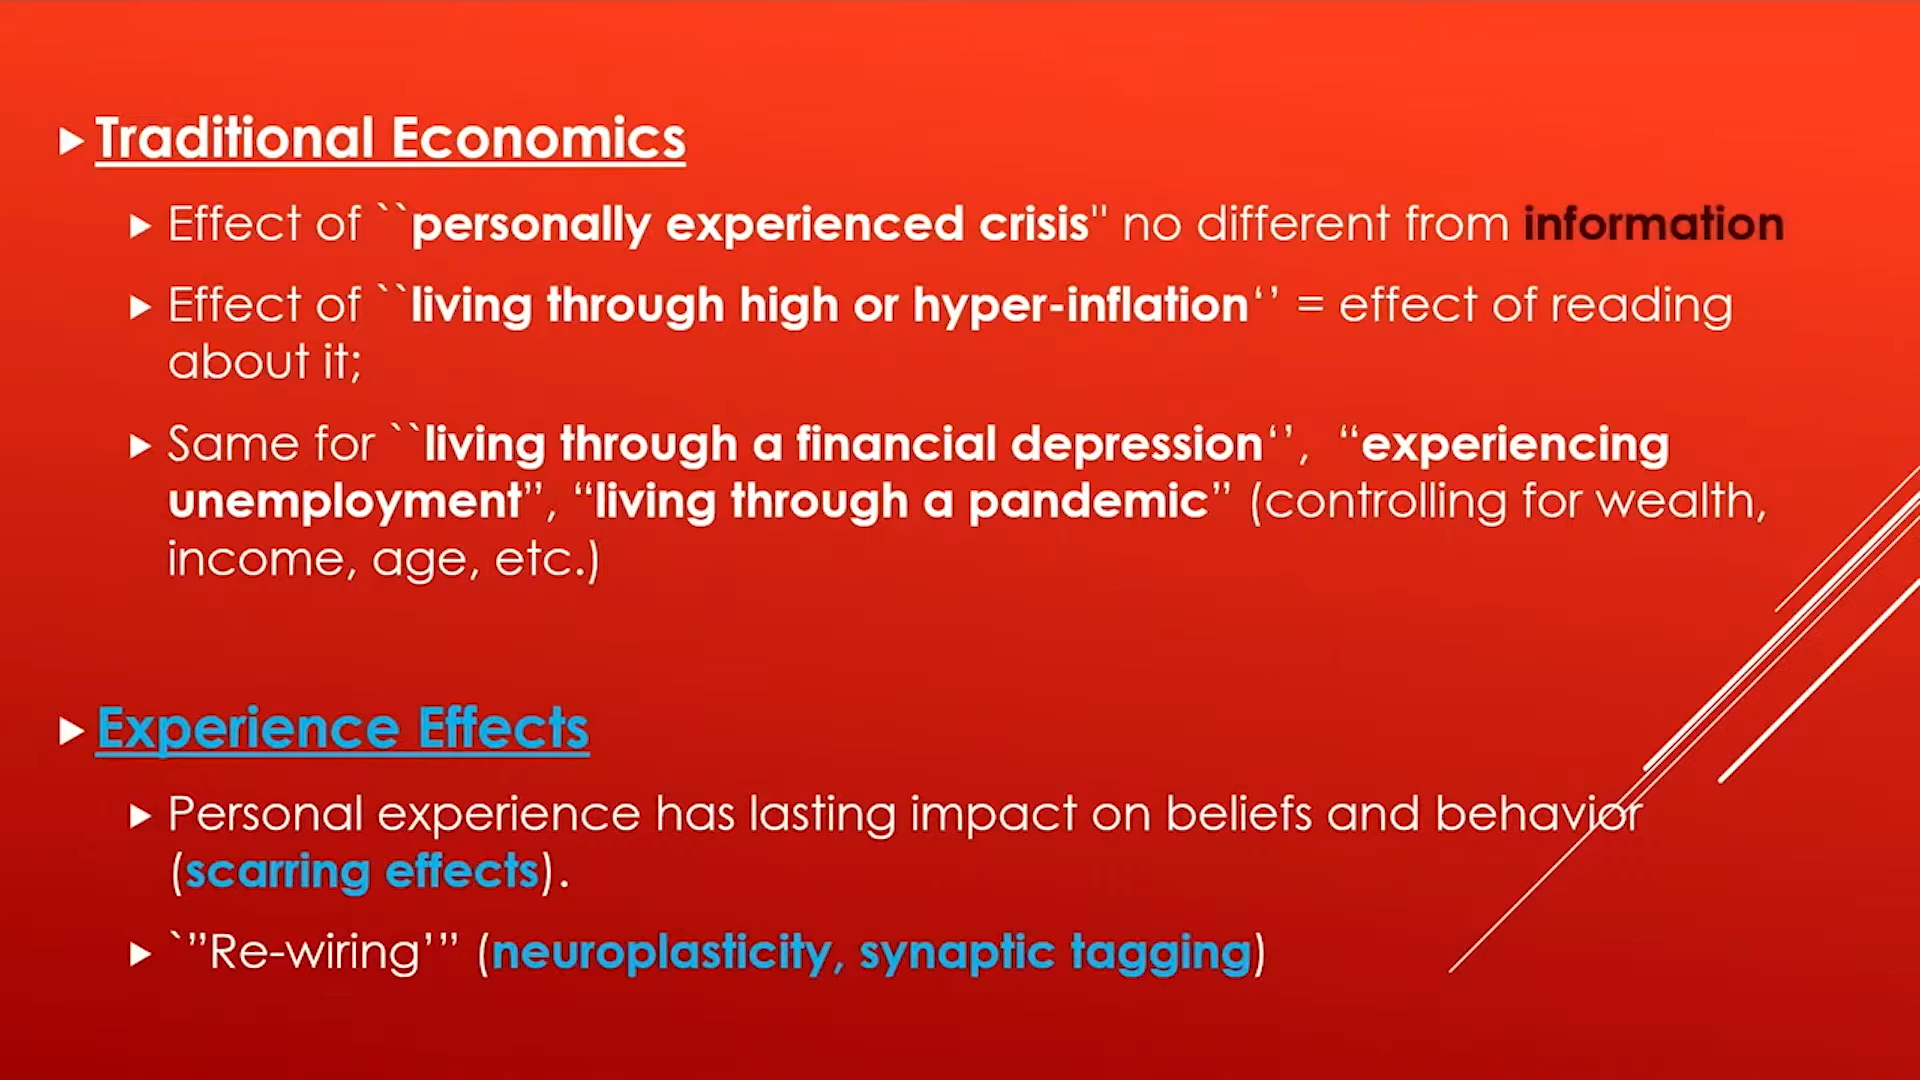 Traditional Economics
Effect of ``personally experienced crisis" no different from information
Effect of ``living through high or hyper-inflation‘’ = effect of reading
about it;
Same for ``living through a financial depression‘’, “experiencing
unemployment”, “living through a pandemic” (controlling for wealth,
income, age, etc.)
Experience Effects
Personal experience has lasting impact on beliefs and behavior
(scarring effects).
`”Re-wiring’” (neuroplasticity, synaptic tagging)